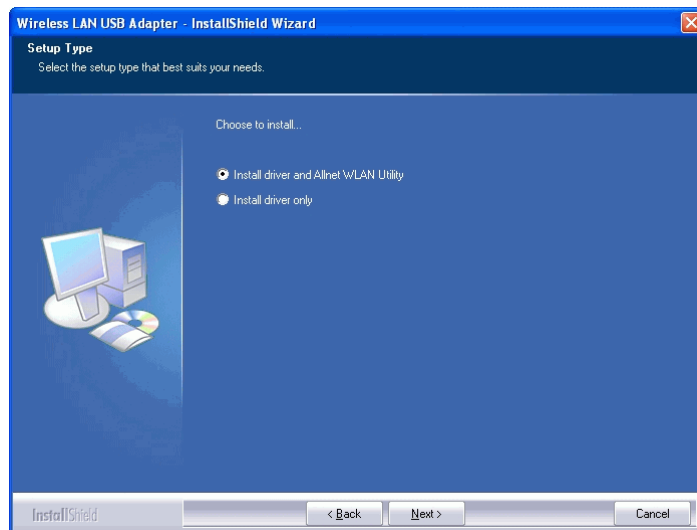 Wireless LAN USB Adapter - InstallShield Wizard
Setup Type
Select the setup type that best suits your needs.
Choose to install...
Install driver and Allnet WLAN Utility
Install driver only
InstallShield
< Back
Next >
Cancel